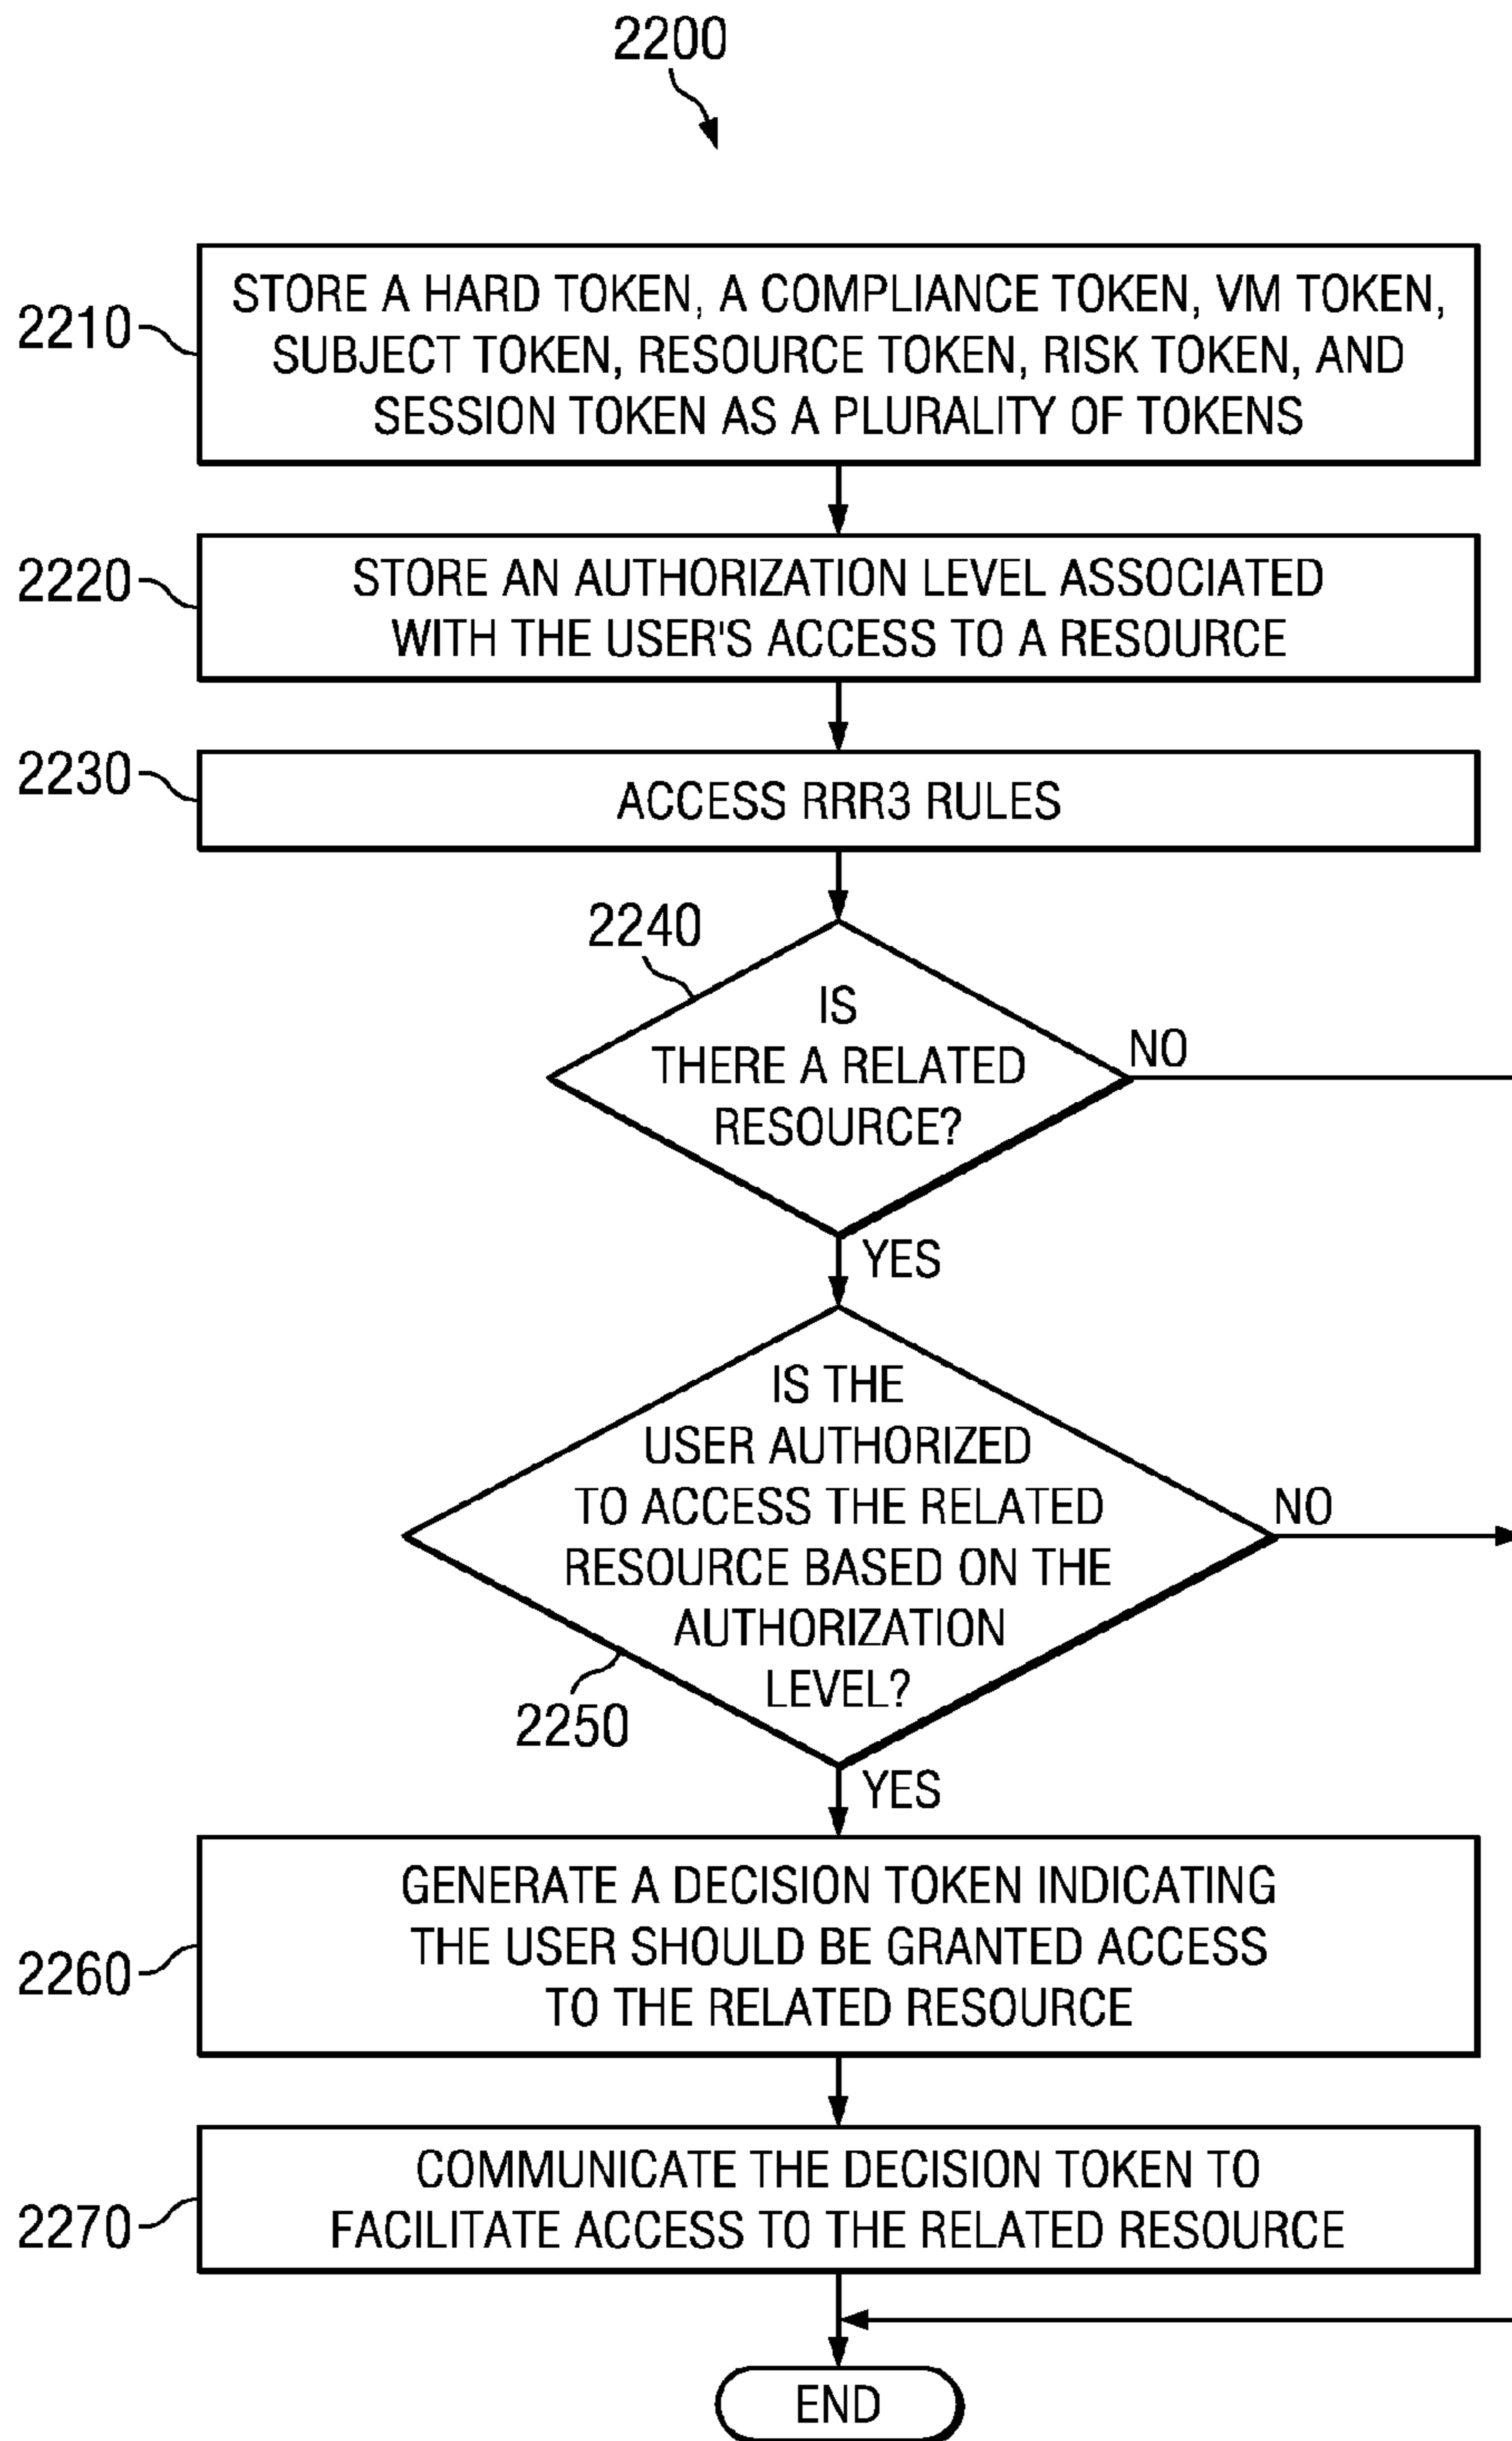 2200
2210
STORE A HARD TOKEN, A COMPLIANCE TOKEN, VM TOKEN,
SUBJECT TOKEN, RESOURCE TOKEN, RISK TOKEN, AND
SESSION TOKEN AS A PLURALITY OF TOKENS
2220
STORE AN AUTHORIZATION LEVEL ASSOCIATED
WITH THE USER'S ACCESS TO A RESOURCE
2230
ACCESS RRR3 RULES
2240
IS
THERE A RELATED
RESOURCE?
NO
YES
IS THE
USER AUTHORIZED
TO ACCESS THE RELATED
RESOURCE BASED ON THE
AUTHORIZATION
LEVEL?
NO
2250
YES
2260
GENERATE A DECISION TOKEN INDICATING
THE USER SHOULD BE GRANTED ACCESS
TO THE RELATED RESOURCE
2270
COMMUNICATE THE DECISION TOKEN TO
FACILITATE ACCESS TO THE RELATED RESOURCE
END